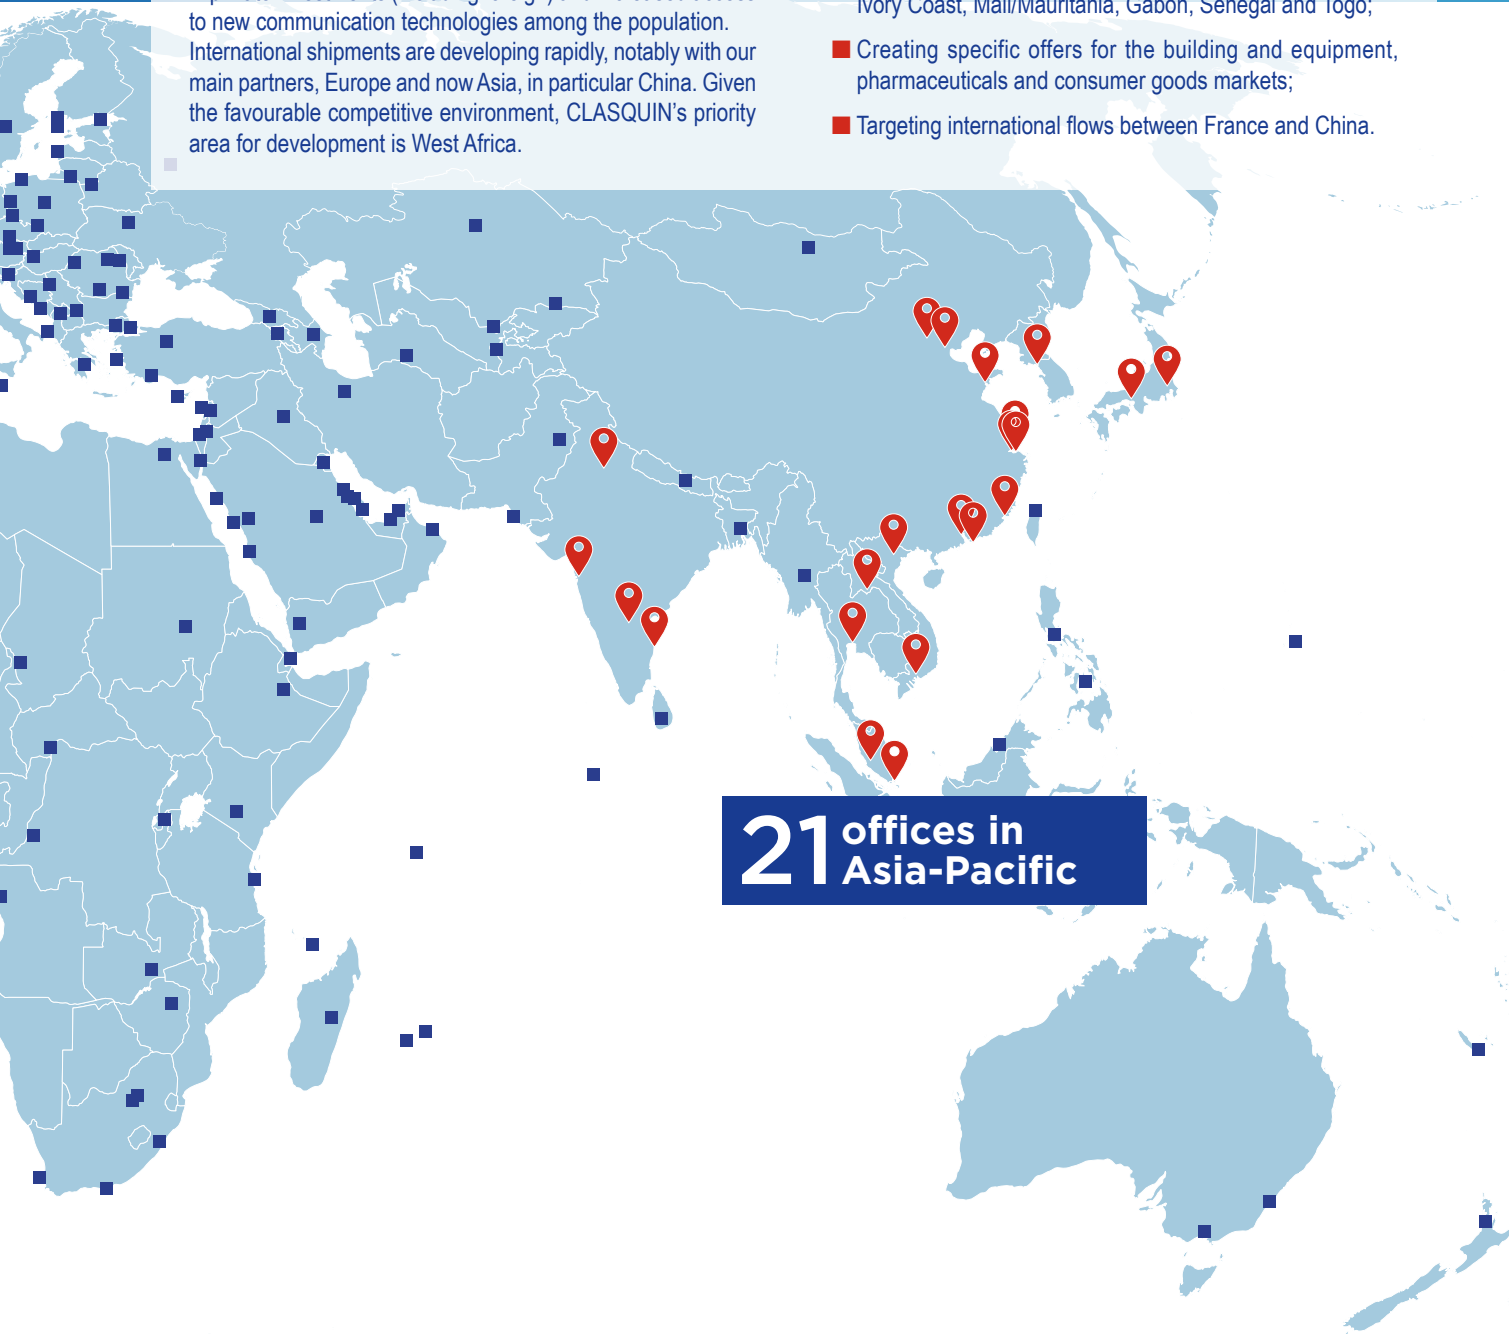 to new communication technologies among the population.
International shipments are developing rapidly, notably with our
main partners, Europe and now Asia, in particular China. Given
the favourable competitive environment, CLASQUIN's priority
area for development is West Africa.
Ivory Coast, Mali/Mauritania, Gabon, Senegal and Togo;
Creating specific offers for the building and equipment,
pharmaceuticals and consumer goods markets;
Targeting international flows between France and China.
21 offices in
Asia-Pacific